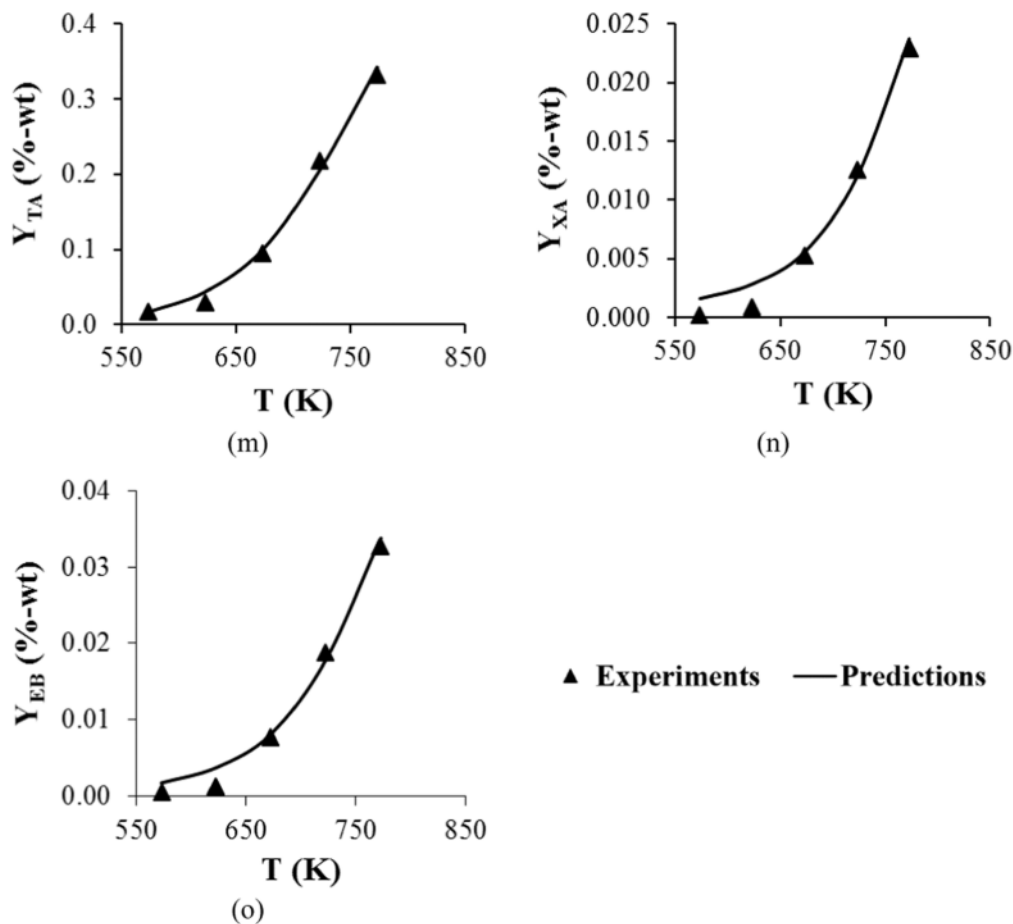 0.4
0.3
0.2
0.1
0.0
Y_TA (%-wt)
550 650 750 850
T (K)
(m)
0.025
0.020
0.015
0.010
0.005
0.000
Y_XA (%-wt)
550 650 750 850
T (K)
(n)
0.04
0.03
0.02
0.01
0.00
Y_EB (%-wt)
550 650 750 850
T (K)
(o)
Experiments Predictions